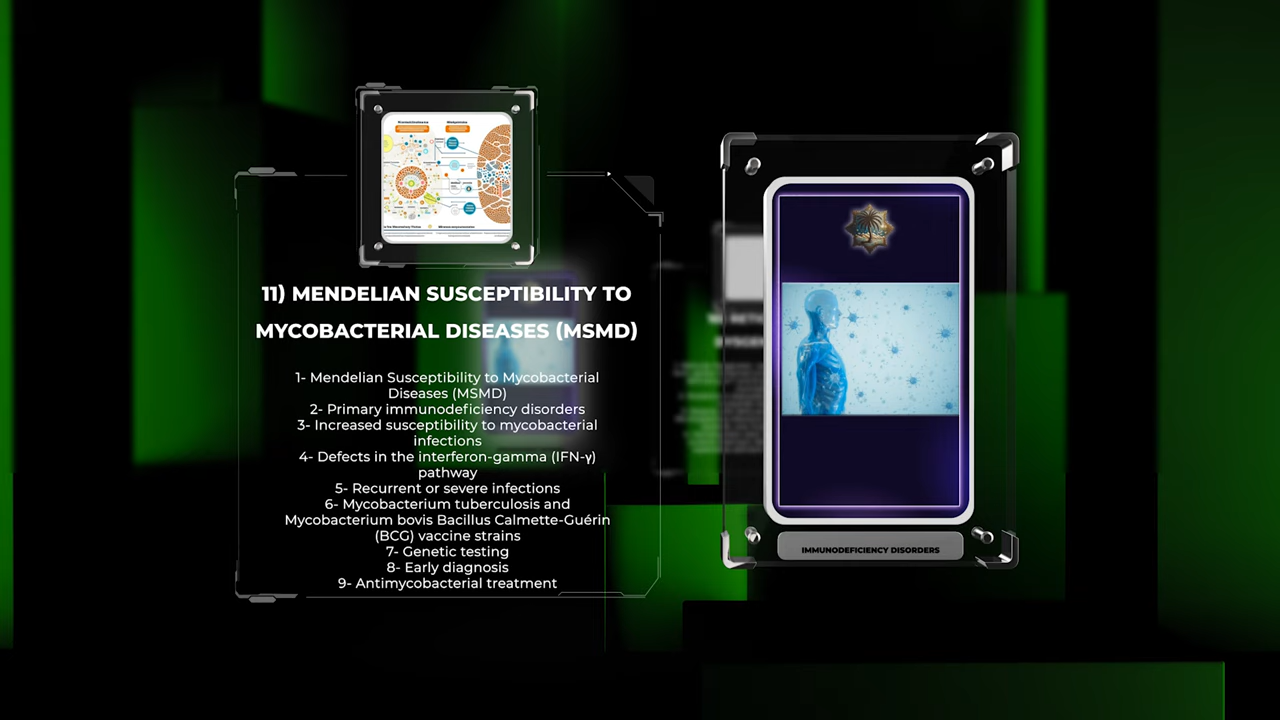 11) MENDELIAN SUSCEPTIBILITY TO
MYCOBACTERIAL DISEASES (MSMD)
1- Mendelian Susceptibility to Mycobacterial
Diseases (MSMD)
2- Primary immunodeficiency disorders
3- Increased susceptibility to mycobacterial
infections
4- Defects in the interferon-gamma (IFN-γ)
pathway
5- Recurrent or severe infections
6- Mycobacterium tuberculosis and
Mycobacterium bovis Bacillus Calmette-Guérin
(BCG) vaccine strains
7- Genetic testing
8- Early diagnosis
9- Antimycobacterial treatment
IMMUNODEFICIENCY DISORDERS